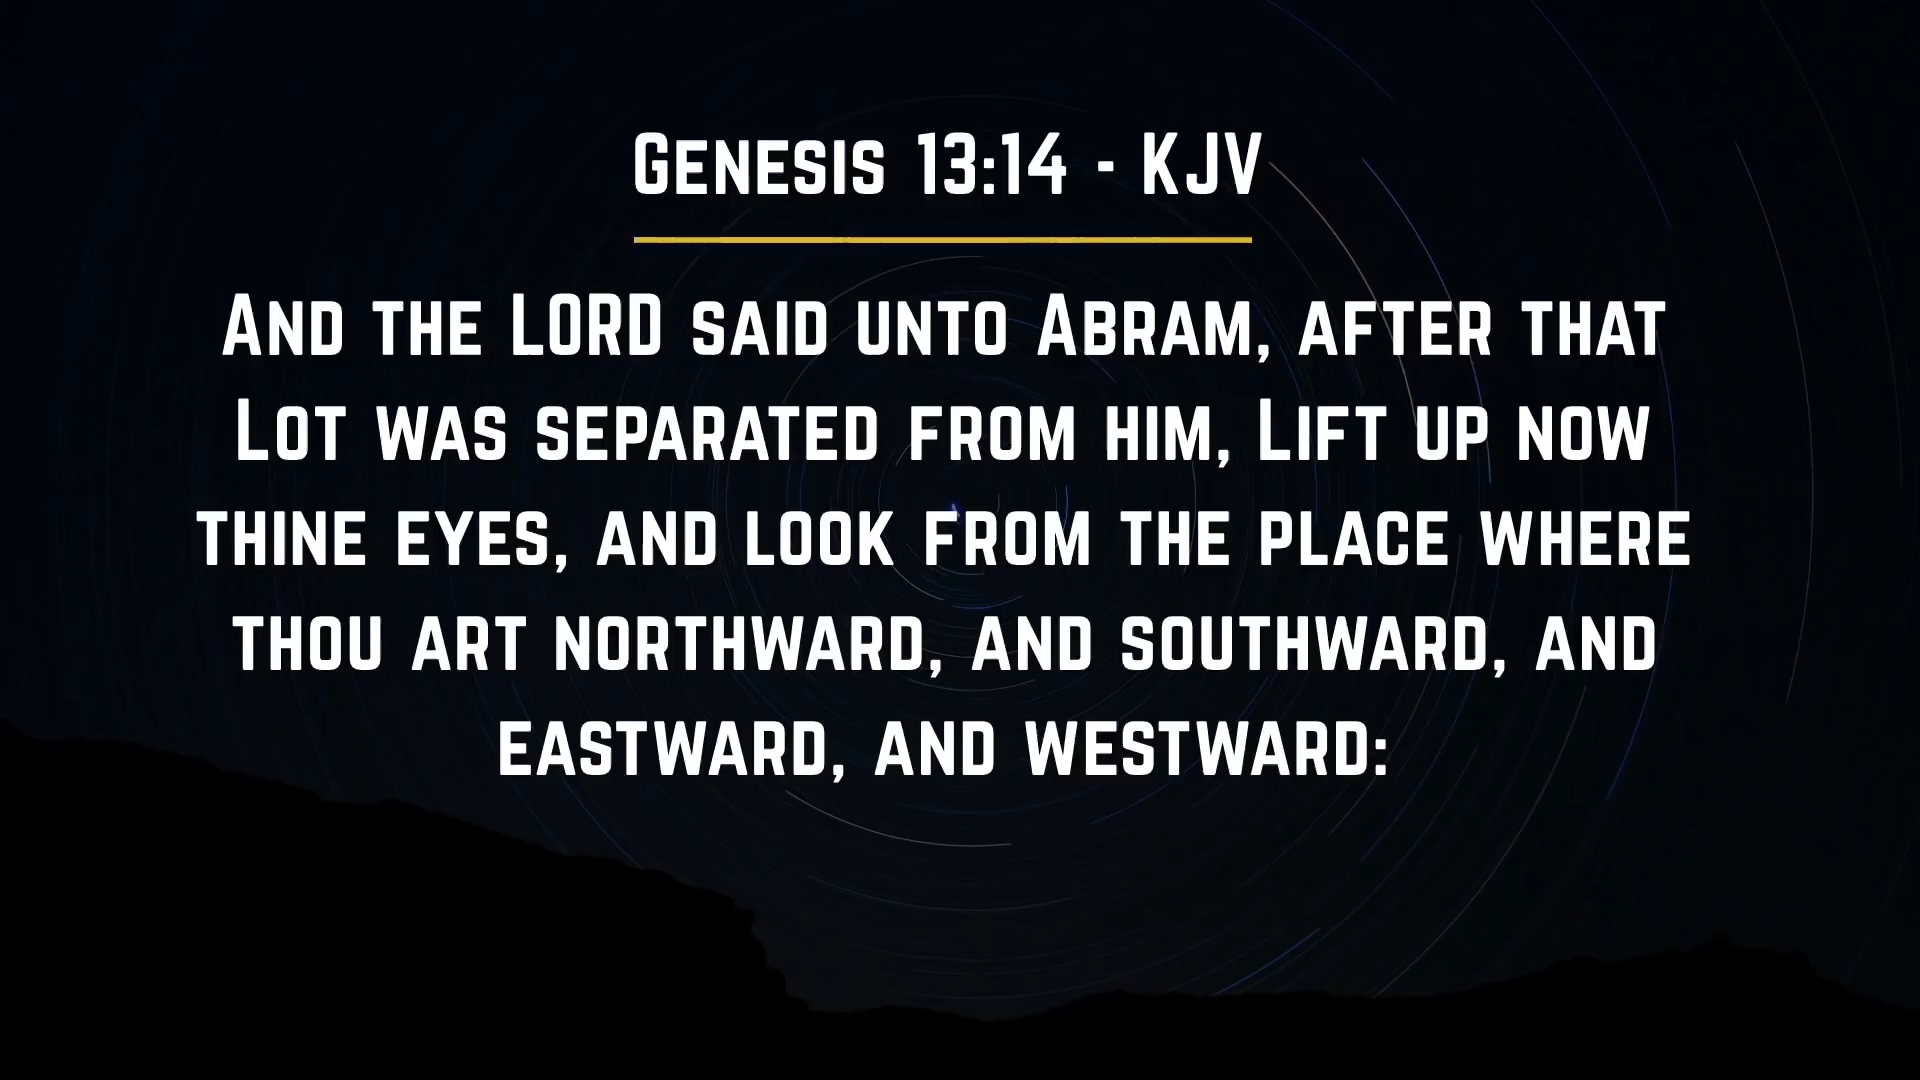 Genesis 13:14 - KJV
And the LORD said unto Abram, after that
Lot was separated from him, Lift up now
thine eyes, and look from the place where
thou art northward, and southward, and
eastward, and westward: